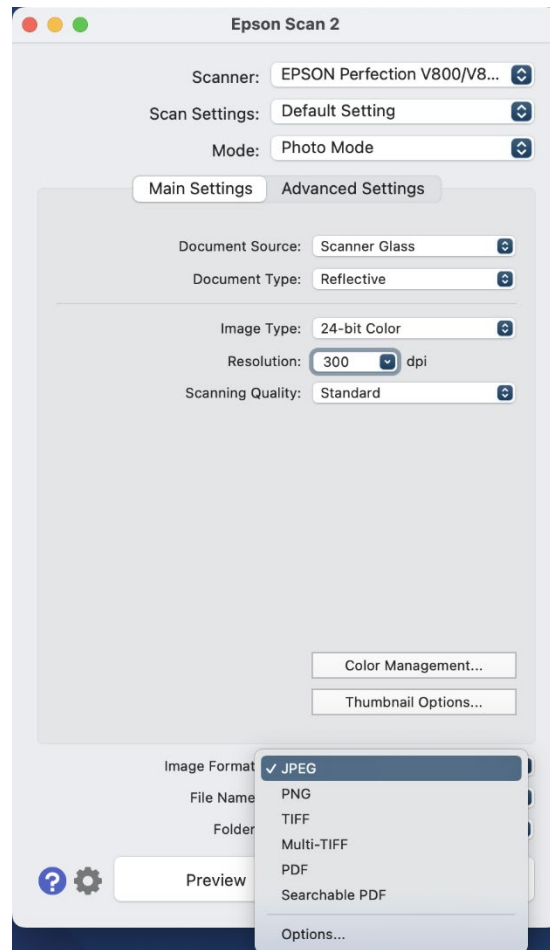 Epson Scan 2
Scanner: EPSON Perfection V800/V8...
Scan Settings: Default Setting
Mode: Photo Mode
Main Settings Advanced Settings
Document Source: Scanner Glass
Document Type: Reflective
Image Type: 24-bit Color
Resolution: 300 dpi
Scanning Quality: Standard
Color Management...
Thumbnail Options...
Image Format ✓ JPEG
File Name PNG
TIFF
Folder
Multi-TIFF
PDF
? Preview
Searchable PDF
Options...